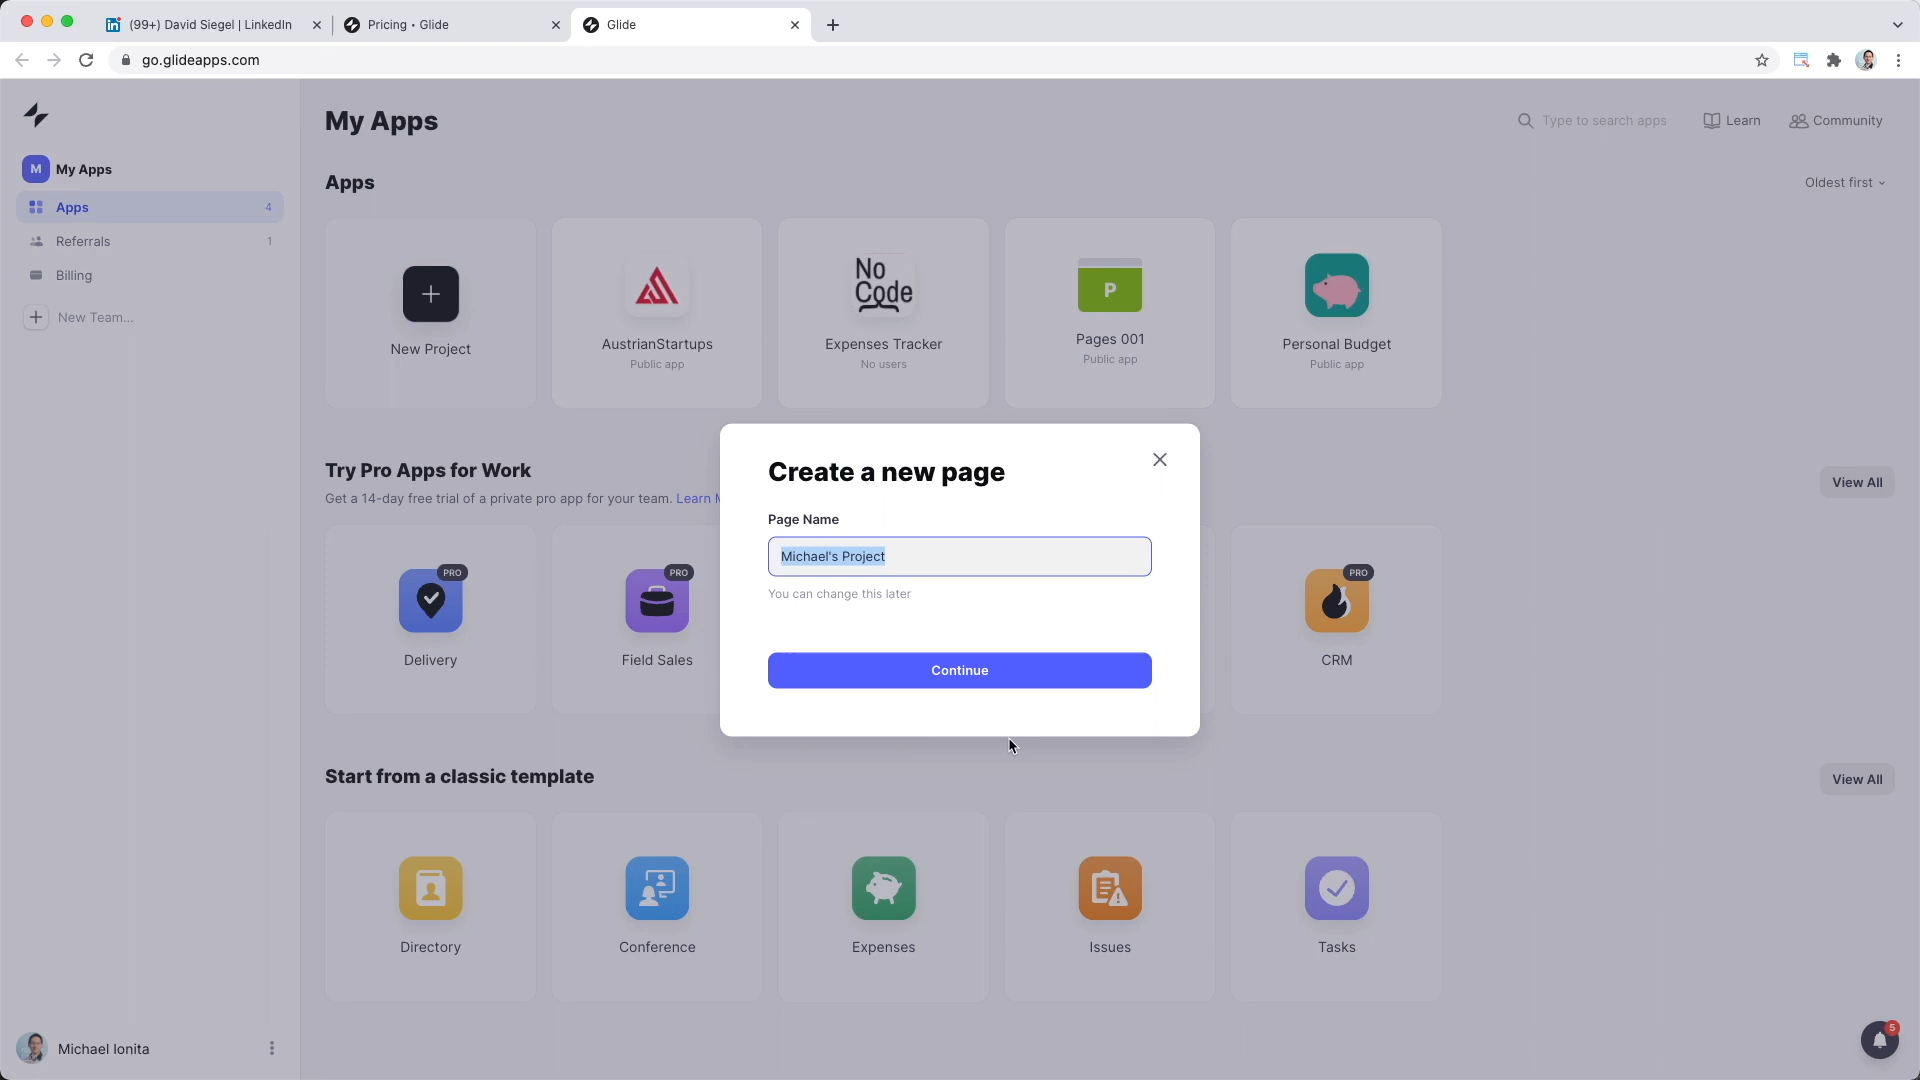 (99+) David Siegel | LinkedIn
Pricing • Glide
Glide
go.glideapps.com
My Apps
Type to search apps
Learn
Community
M My Apps
Apps 4
Referrals 1
Billing
New Team...
Apps
Oldest first
New Project
AustrianStartups
Public app
No
Code
Expenses Tracker
No users
P
Pages 001
Public app
Personal Budget
Public app
Try Pro Apps for Work
Get a 14-day free trial of a private pro app for your team. Learn
View All
PRO
Delivery
PRO
Field Sales
PRO
CRM
Create a new page
Page Name
Michael's Project
You can change this later
Continue
Start from a classic template
View All
Directory
Conference
Expenses
Issues
Tasks
Michael Ionita
5